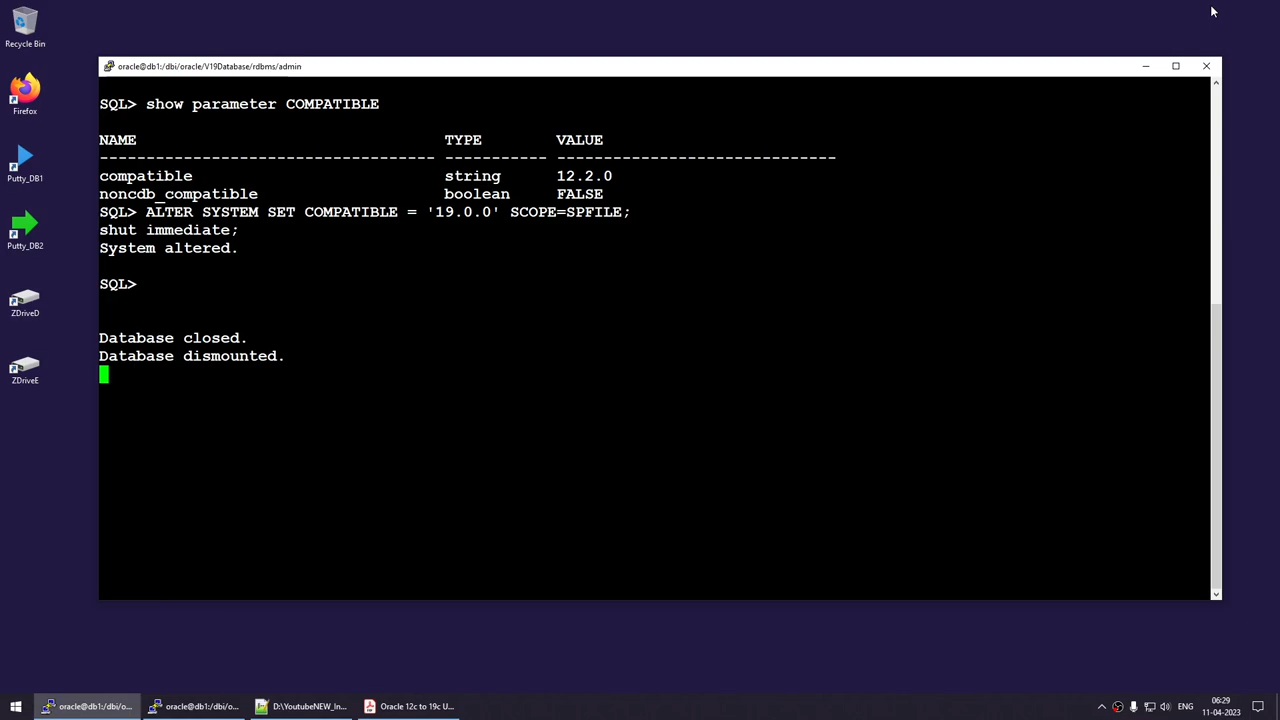 Recycle Bin
Firefox
Putty_DB1
Putty_DB2
ZDriveD
ZDriveE
oracle@db1:/dbi/oracle/V19Database/rdbms/admin
SQL> show parameter COMPATIBLE
NAME                                 TYPE        VALUE
------------------------------------ ----------- ------------------------------
compatible                           string      12.2.0
noncdb_compatible                    boolean     FALSE
SQL> ALTER SYSTEM SET COMPATIBLE = '19.0.0' SCOPE=SPFILE;
shut immediate;
System altered.
SQL>
Database closed.
Database dismounted.
oracle@db1:/dbi/o...
oracle@db1:/dbi/o...
D:\YoutubeNEW_In...
Oracle 12c to 19c U...
ENG
06:29
11-04-2023